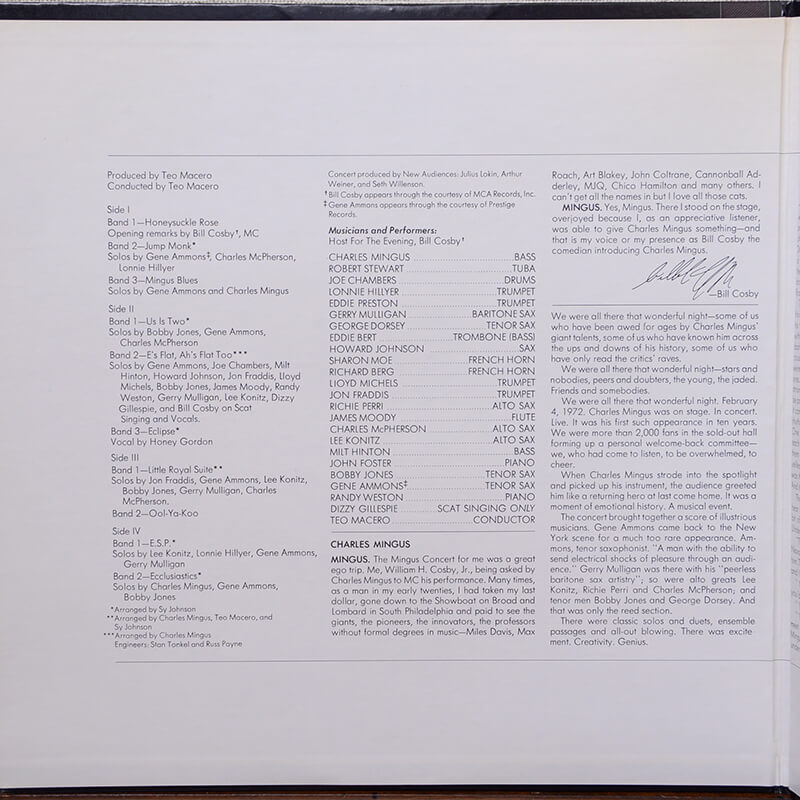 Produced by Teo Macero
Conducted by Teo Macero
Side I
Band 1—Honeysuckle Rose
Opening remarks by Bill Cosby†, MC
Band 2—Jump Monk*
Solos by Gene Ammons‡, Charles McPherson,
Lonnie Hillyer
Band 3—Mingus Blues
Solos by Gene Ammons and Charles Mingus
Side II
Band 1—Us Is Two*
Solos by Bobby Jones, Gene Ammons,
Charles McPherson
Band 2—E's Flat, Ah's Flat Too***
Solos by Gene Ammons, Joe Chambers, Milt
Hinton, Howard Johnson, Jon Fraddis, Lloyd
Michels, Bobby Jones, James Moody, Randy
Weston, Gerry Mulligan, Lee Konitz, Dizzy
Gillespie, and Bill Cosby on Scat
Singing and Vocals.
Band 3—Eclipse*
Vocal by Honey Gordon
Side III
Band 1—Little Royal Suite**
Solos by Jon Fraddis, Gene Ammons, Lee Konitz,
Bobby Jones, Gerry Mulligan, Charles
McPherson.
Band 2—Ool-Ya-Koo
Side IV
Band 1—E.S.P.*
Solos by Lee Konitz, Lonnie Hillyer, Gene Ammons,
Gerry Mulligan
Band 2—Ecclusiastics*
Solos by Charles Mingus, Gene Ammons,
Bobby Jones
*Arranged by Sy Johnson
**Arranged by Charles Mingus, Teo Macero, and
Sy Johnson
***Arranged by Charles Mingus
Engineers: Stan Tonkel and Russ Payne
Concert produced by New Audiences: Julius Lokin, Arthur
Weiner, and Seth Willenson.
†Bill Cosby appears through the courtesy of MCA Records, Inc.
‡Gene Ammons appears through the courtesy of Prestige
Records.
Musicians and Performers:
Host For The Evening, Bill Cosby†
CHARLES MINGUS BASS
ROBERT STEWART TUBA
JOE CHAMBERS DRUMS
LONNIE HILLYER TRUMPET
EDDIE PRESTON TRUMPET
GERRY MULLIGAN BARITONE SAX
GEORGE DORSEY TENOR SAX
EDDIE BERT TROMBONE (BASS)
HOWARD JOHNSON SAX
SHARON MOE FRENCH HORN
RICHARD BERG FRENCH HORN
LIOYD MICHELS TRUMPET
JON FRADDIS TRUMPET
RICHIE PERRI ALTO SAX
JAMES MOODY FLUTE
CHARLES McPHERSON ALTO SAX
LEE KONITZ ALTO SAX
MILT HINTON BASS
JOHN FOSTER PIANO
BOBBY JONES TENOR SAX
GENE AMMONS‡ TENOR SAX
RANDY WESTON PIANO
DIZZY GILLESPIE SCAT SINGING ONLY
TEO MACERO CONDUCTOR
CHARLES MINGUS
MINGUS. The Mingus Concert for me was a great
ego trip. Me, William H. Cosby, Jr., being asked by
Charles Mingus to MC his performance. Many times,
as a man in my early twenties, I had taken my last
dollar, gone down to the Showboat on Broad and
Lombard in South Philadelphia and paid to see the
giants, the pioneers, the innovators, the professors
without formal degrees in music—Miles Davis, Max
Roach, Art Blakey, John Coltrane, Cannonball Ad-
derley, MJQ, Chico Hamilton and many others. I
can't get all the names in but I love all those cats.
MINGUS. Yes, Mingus. There I stood on the stage,
overjoyed because I, as an appreciative listener,
was able to give Charles Mingus something—and
that is my voice or my presence as Bill Cosby the
comedian introducing Charles Mingus.
—Bill Cosby
We were all there that wonderful night—some of us
who have been awed for ages by Charles Mingus'
giant talents, some of us who have known him across
the ups and downs of his history, some of us who
have only read the critics' raves.
We were all there that wonderful night—stars and
nobodies, peers and doubters, the young, the jaded.
Friends and somebodies.
We were all there that wonderful night. February
4, 1972. Charles Mingus was on stage. In concert.
Live. It was his first such appearance in ten years.
We were more than 2,000 fans in the sold-out hall
forming up a personal welcome-back committee—
we, who had come to listen, to be overwhelmed, to
cheer.
When Charles Mingus strode into the spotlight
and picked up his instrument, the audience greeted
him like a returning hero at last come home. It was a
moment of emotional history. A musical event.
The concert brought together a score of illustrious
musicians. Gene Ammons came back to the New
York scene for a much too rare appearance. Am-
mons, tenor saxophonist. "A man with the ability to
send electrical shocks of pleasure through an audi-
ence." Gerry Mulligan was there with his "peerless
baritone sax artistry"; so were alto greats Lee
Konitz, Richie Perri and Charles McPherson; and
tenor men Bobby Jones and George Dorsey. And
that was only the reed section.
There were classic solos and duets, ensemble
passages and all-out blowing. There was excite
ment. Creativity. Genius.